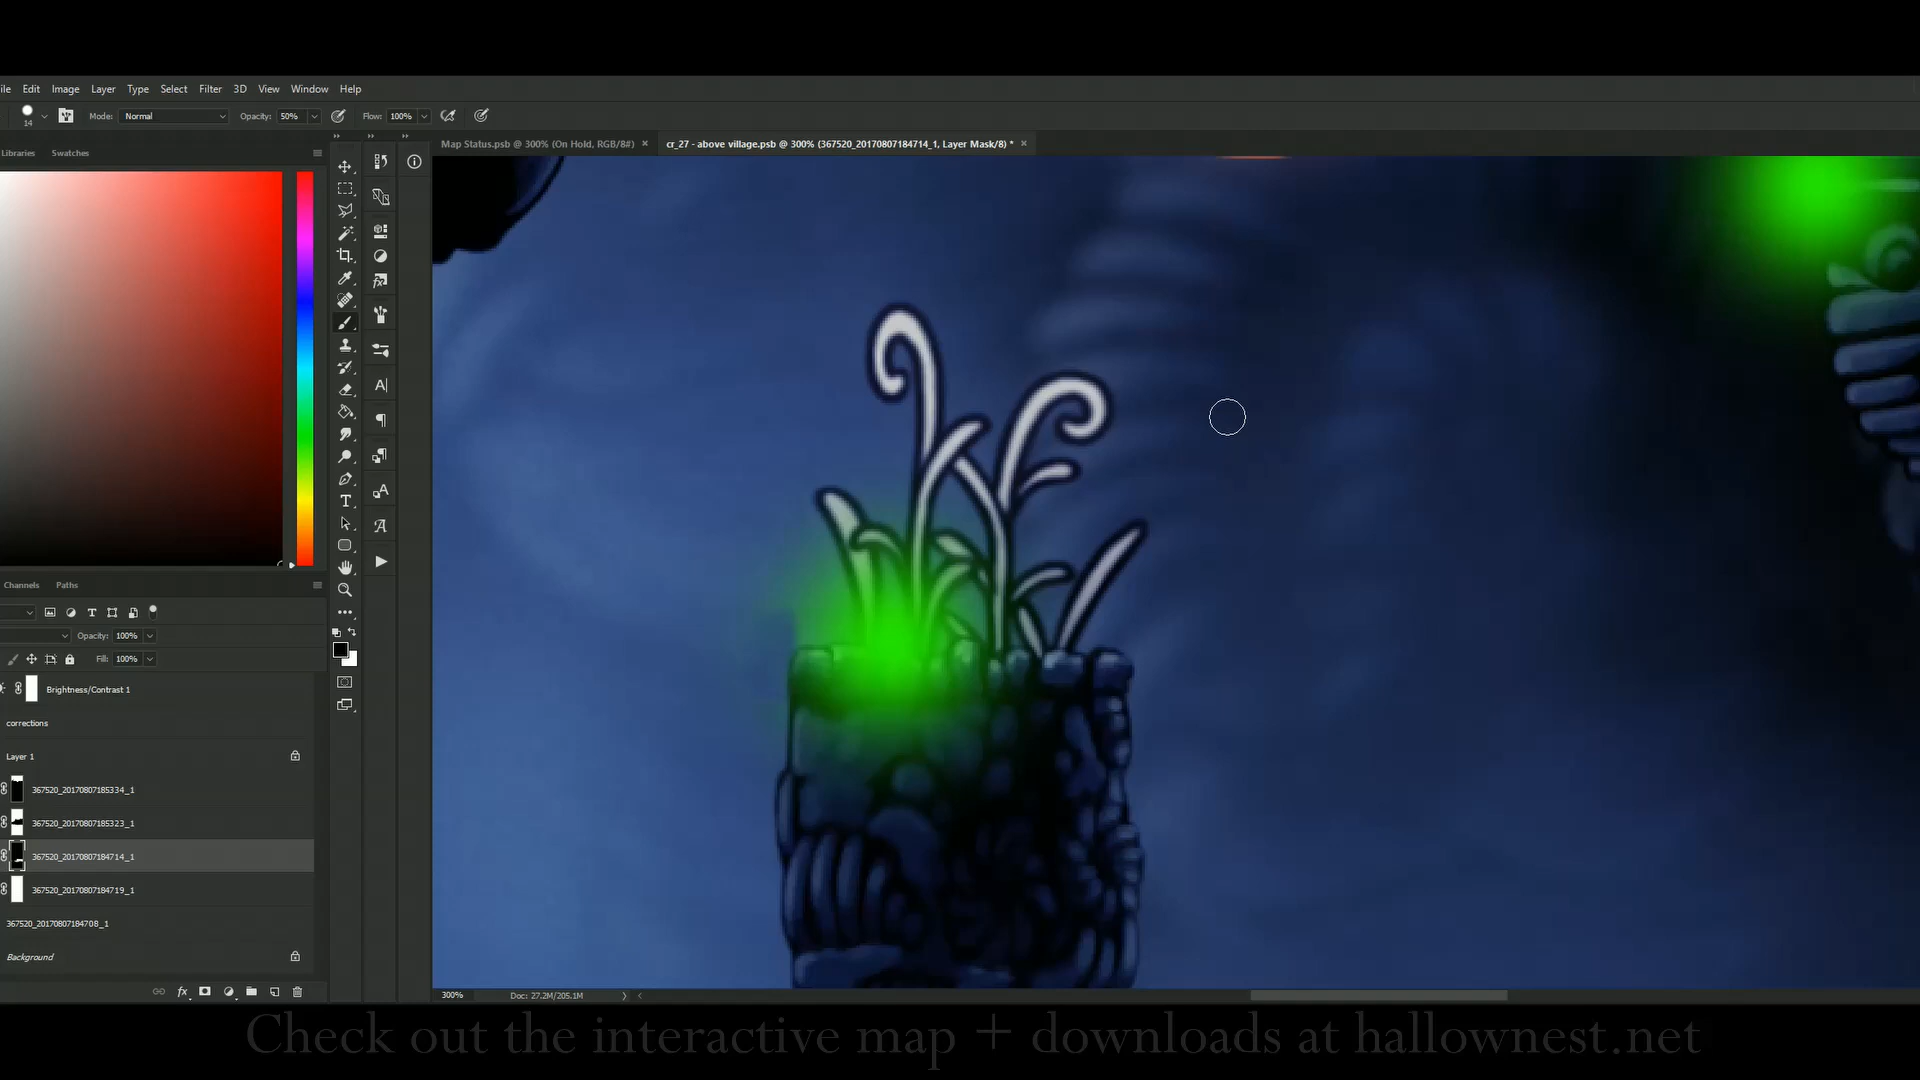 ile Edit Image Layer Type Select Filter 3D View Window Help
14 Mode: Normal Opacity: 50% Flow: 100%
Map Status.psb @ 300% (On Hold, RGB/8#) × cr_27 - above village.psb @ 300% (367520_20170807184714_1, Layer Mask/8) * ×
Libraries Swatches
Channels Paths
Opacity: 100%
Fill: 100%
Brightness/Contrast 1
corrections
Layer 1
367520_20170807185334_1
367520_20170807185323_1
367520_20170807184714_1
367520_20170807184719_1
367520_20170807184708_1
Background
300% Doc: 27.2M/205.1M
Check out the interactive map + downloads at hallownest.net